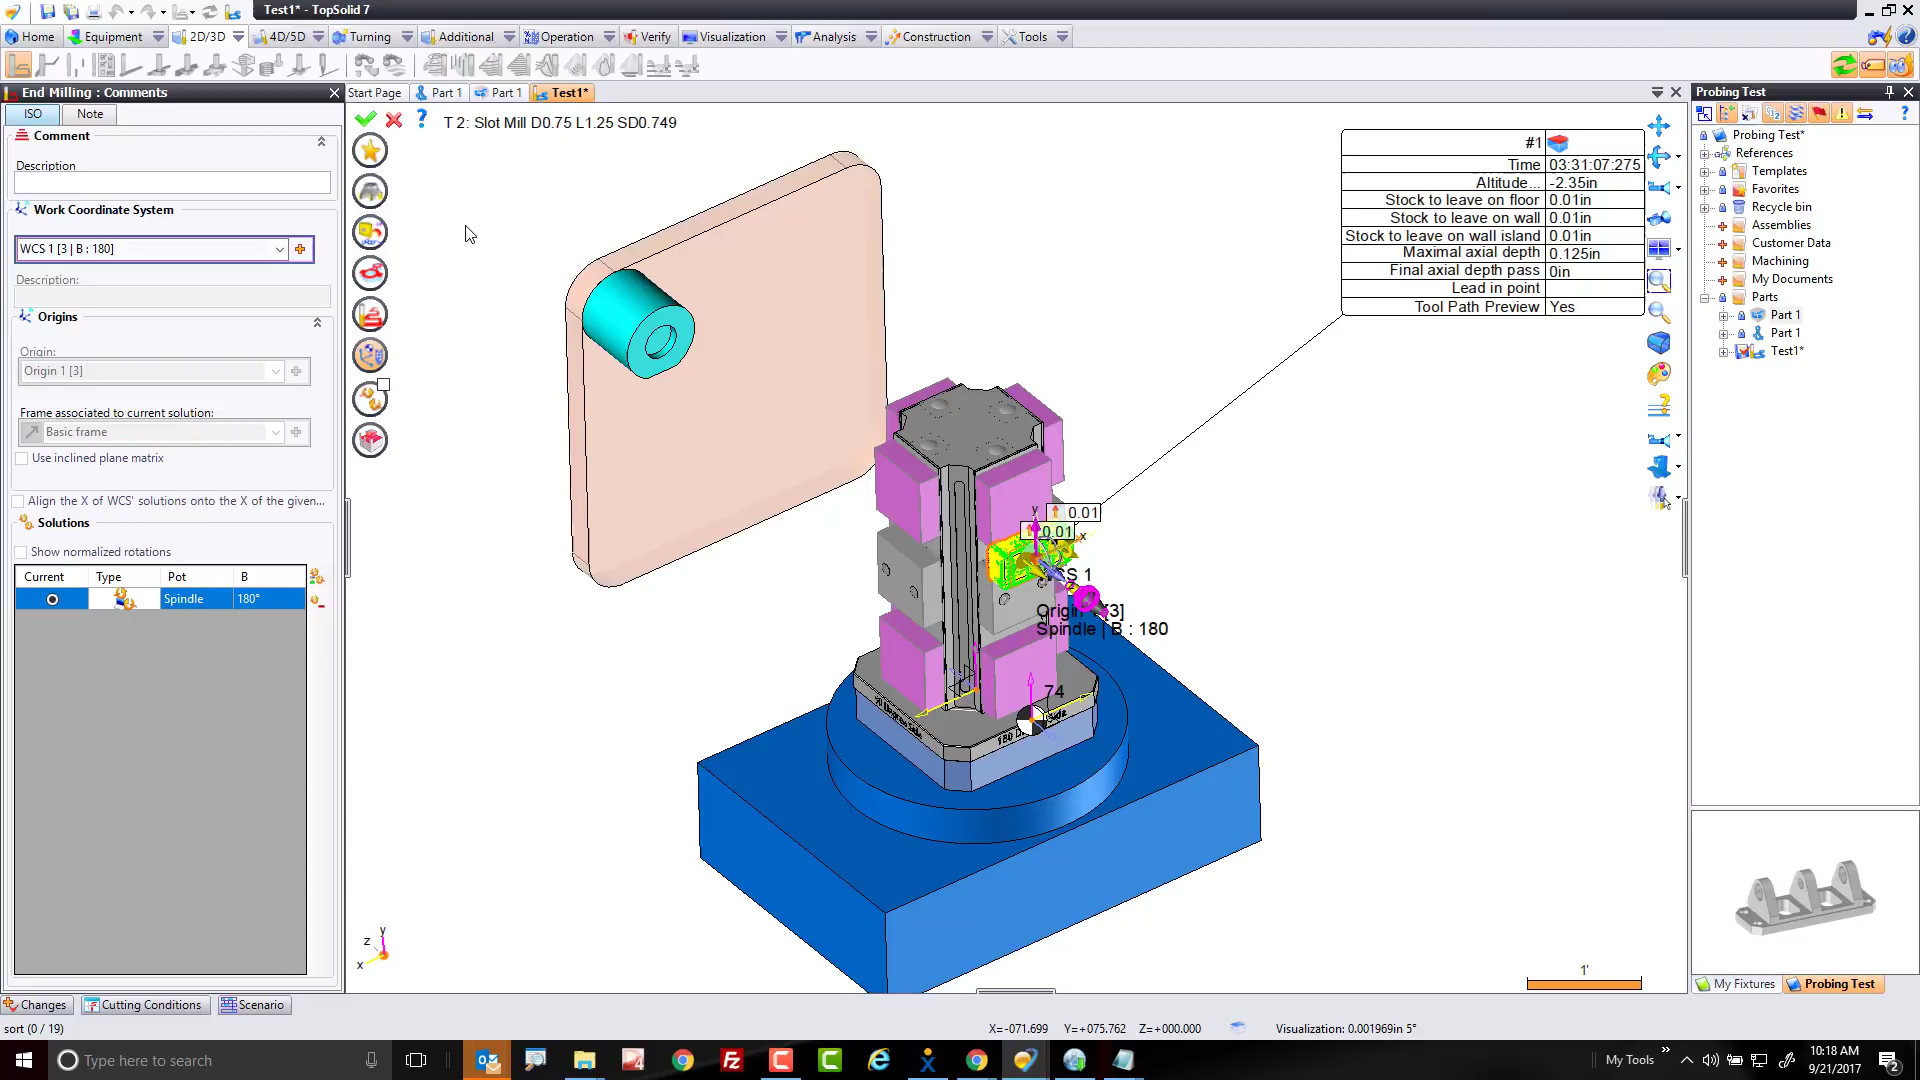 Test1* - TopSolid 7
Home
Equipment
2D/3D
4D/5D
Turning
Additional
Operation
Verify
Visualization
Analysis
Construction
Tools
End Milling : Comments
Start Page
Part 1
Part 1
Test1*
Probing Test
ISO
Note
T 2: Slot Mill D0.75 L1.25 SD0.749
Comment
Description
Work Coordinate System
WCS 1 [3 | B : 180]
Description:
Origins
Origin:
Origin 1 [3]
Frame associated to current solution:
Basic frame
Use inclined plane matrix
Align the X of WCS' solutions onto the X of the given...
Solutions
Show normalized rotations
Current Type Pot B
Spindle 180°
#1
Time 03:31:07:275
Altitude... -2.35in
Stock to leave on floor 0.01in
Stock to leave on wall 0.01in
Stock to leave on wall island 0.01in
Maximal axial depth 0.125in
Final axial depth pass 0in
Lead in point
Tool Path Preview Yes
y
0.01
0.01
x
CS 1
Spindle | B : 180
74
180
y
z
x
1'
Probing Test*
References
Templates
Favorites
Recycle bin
Assemblies
Customer Data
Machining
My Documents
Parts
Part 1
Part 1
Test1*
My Fixtures
Probing Test
Changes
Cutting Conditions
Scenario
sort (0 / 19)
X=-071.699 Y=+075.762 Z=+000.000
Visualization: 0.001969in 5°
Type here to search
My Tools
10:18 AM
9/21/2017
2